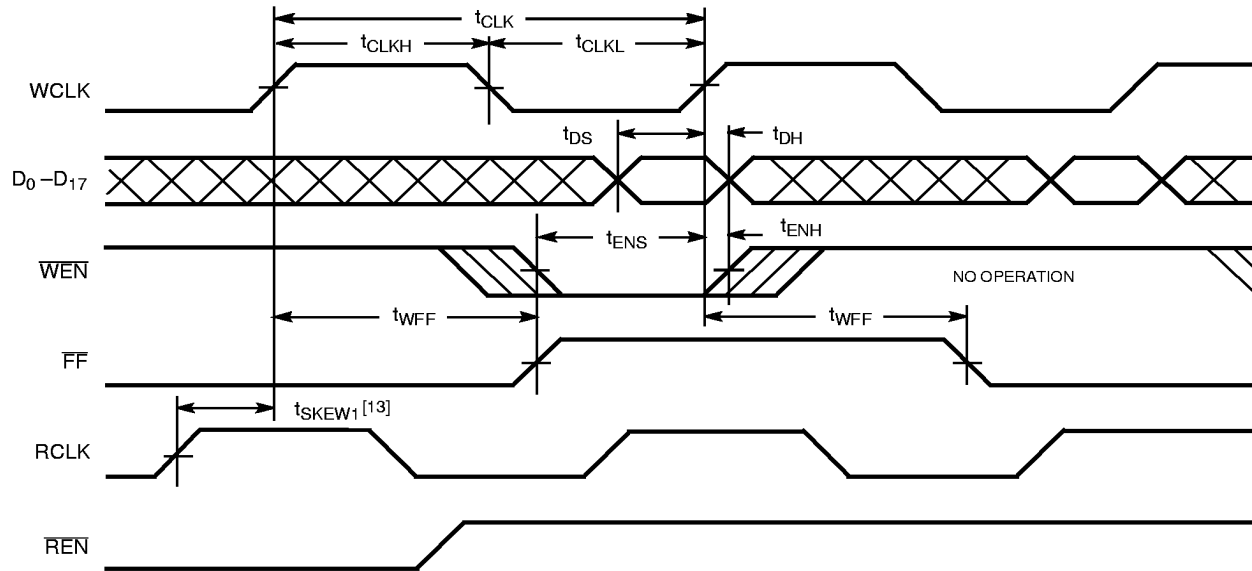 tCLK
tCLKH tCLKL
WCLK
tDS tDH
D0 –D17
tENS tENH
WEN
NO OPERATION
tWFF tWFF
FF
tSKEW1 [13]
RCLK
REN